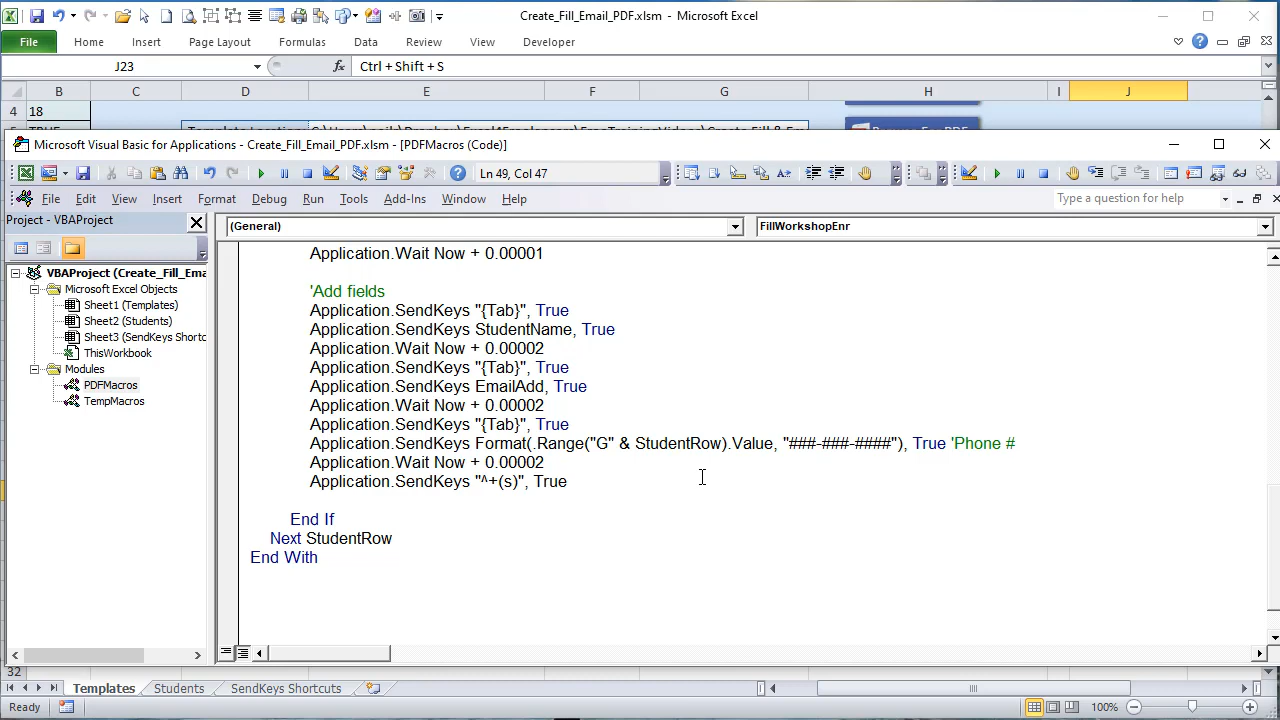 Create_Fill_Email_PDF.xlsm - Microsoft Excel
File Home Insert Page Layout Formulas Data Review View Developer
J23 fx Ctrl + Shift + S
B C D E F G H I J
4 18
Microsoft Visual Basic for Applications - Create_Fill_Email_PDF.xlsm - [PDFMacros (Code)]
Ln 49, Col 47
File Edit View Insert Format Debug Run Tools Add-Ins Window Help Type a question for help
Project - VBAProject
(General) FillWorkshopEnr
VBAProject (Create_Fill_Ema
Microsoft Excel Objects
Sheet1 (Templates)
Sheet2 (Students)
Sheet3 (SendKeys Shortc
ThisWorkbook
Modules
PDFMacros
TempMacros
Application.Wait Now + 0.00001
'Add fields
Application.SendKeys "{Tab}", True
Application.SendKeys StudentName, True
Application.Wait Now + 0.00002
Application.SendKeys "{Tab}", True
Application.SendKeys EmailAdd, True
Application.Wait Now + 0.00002
Application.SendKeys "{Tab}", True
Application.SendKeys Format(.Range("G" & StudentRow).Value, "###-###-####"), True 'Phone #
Application.Wait Now + 0.00002
Application.SendKeys "^+(s)", True
End If
Next StudentRow
End With
32
Templates Students SendKeys Shortcuts
Ready 100%